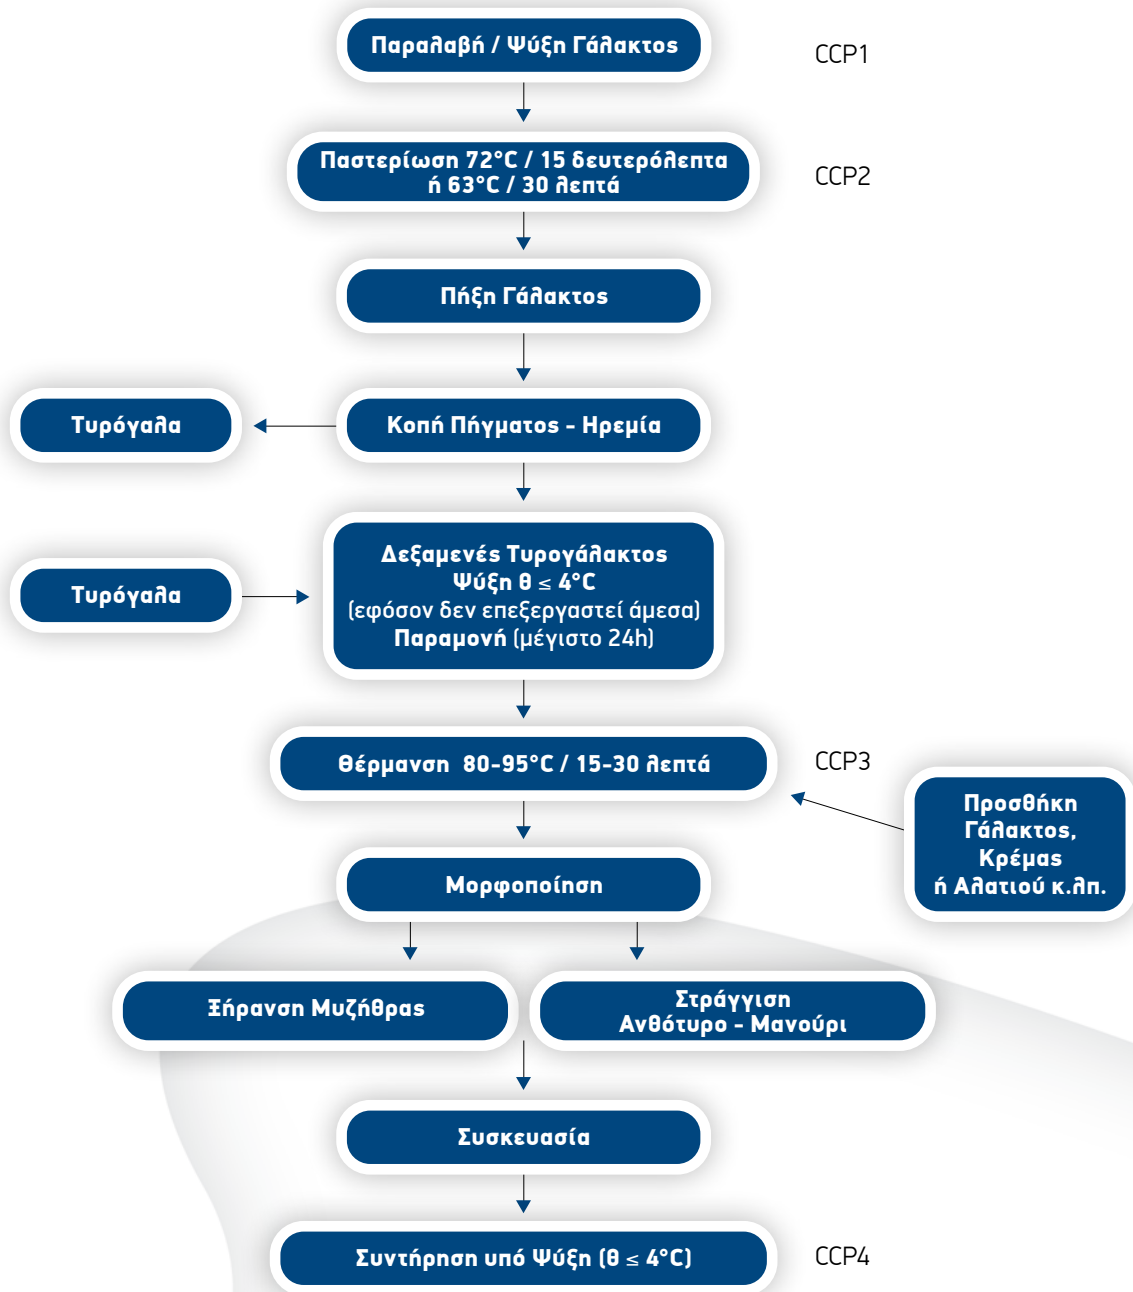 Παραλαβή / Ψύξη Γάλακτος
CCP1
Παστερίωση 72°C / 15 δευτερόλεπτα
ή 63°C / 30 λεπτά
CCP2
Πήξη Γάλακτος
Τυρόγαλα
Κοπή Πήγματος - Ηρεμία
Δεξαμενές Τυρογάλακτος
Ψύξη θ ≤ 4°C
(εφόσον δεν επεξεργαστεί άμεσα)
Παραμονή (μέγιστο 24h)
Τυρόγαλα
Θέρμανση 80-95°C / 15-30 λεπτά
CCP3
Προσθήκη
Γάλακτος,
Κρέμας
ή Αλατιού κ.λπ.
Μορφοποίηση
Ξήρανση Μυζήθρας
Στράγγιση
Ανθότυρο - Μανούρι
Συσκευασία
Συντήρηση υπό Ψύξη (θ ≤ 4°C)
CCP4